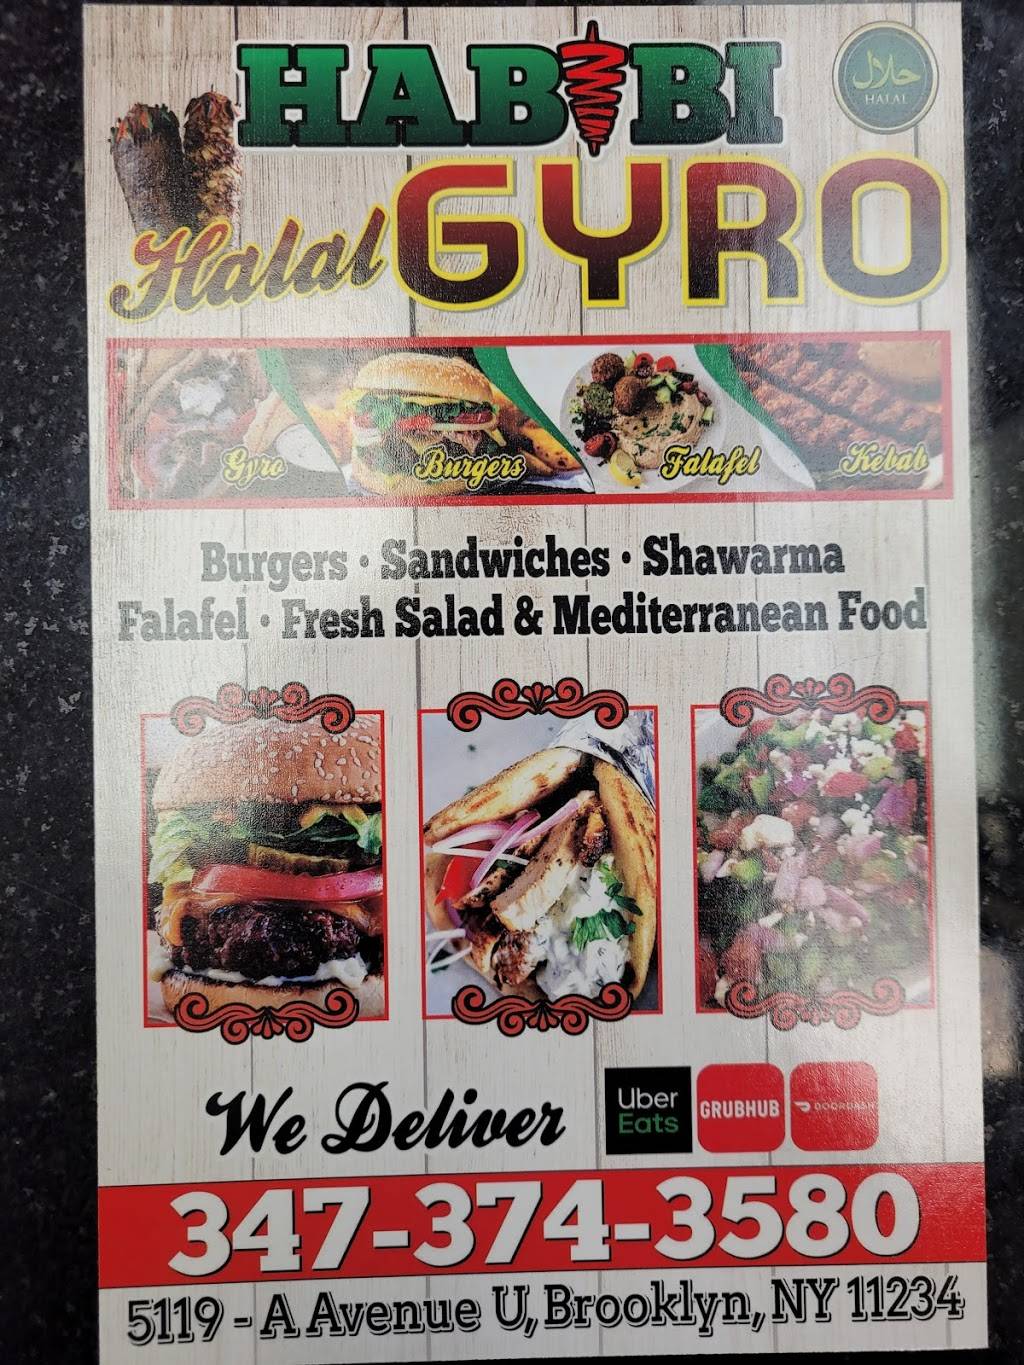 HABIBI
حلال
HALAL
Halal GYRO
Gyro
Burgers
Falafel
Kebab
Burgers • Sandwiches • Shawarma
Falafel • Fresh Salad & Mediterranean Food
We Deliver
Uber Eats
GRUBHUB
DOORDASH
347-374-3580
5119 - A Avenue U, Brooklyn, NY 11234